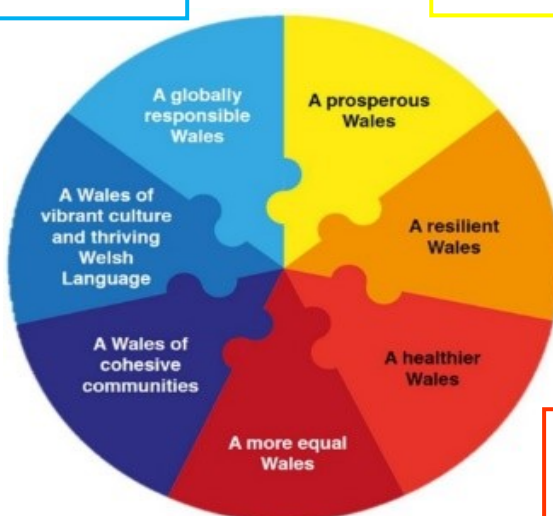 A globally
responsible
Wales
A prosperous
Wales
A resilient
Wales
A healthier
Wales
A more equal
Wales
A Wales of
cohesive
communities
A Wales of
vibrant culture
and thriving
Welsh
Language